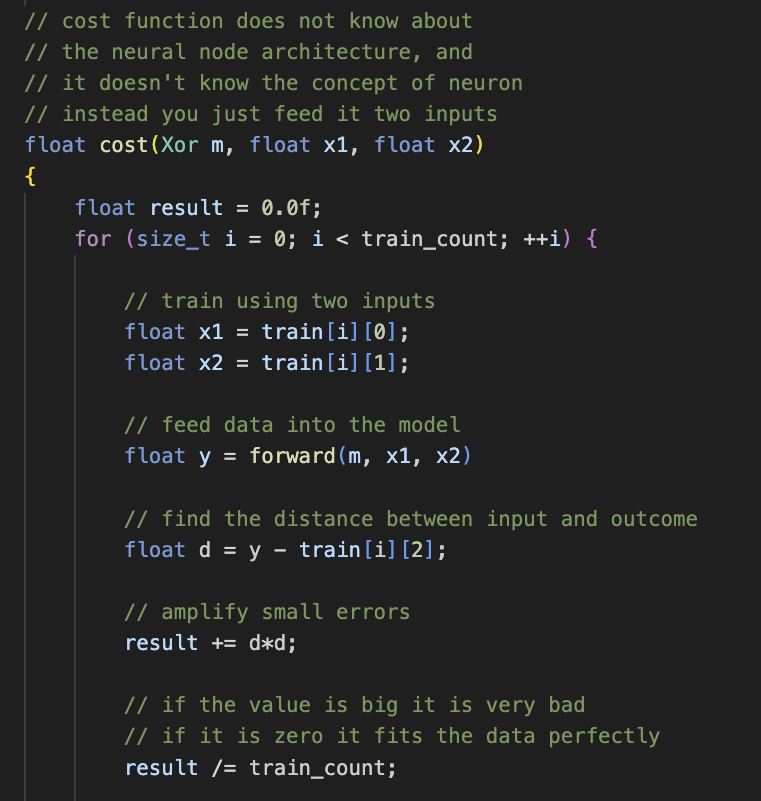 // cost function does not know about
// the neural node architecture, and
// it doesn't know the concept of neuron
// instead you just feed it two inputs
float cost(Xor m, float x1, float x2)
{
float result = 0.0f;
for (size_t i = 0; i < train_count; ++i) {
// train using two inputs
float x1 = train[i][0];
float x2 = train[i][1];
// feed data into the model
float y = forward(m, x1, x2)
// find the distance between input and outcome
float d = y - train[i][2];
// amplify small errors
result += d*d;
// if the value is big it is very bad
// if it is zero it fits the data perfectly
result /= train_count;